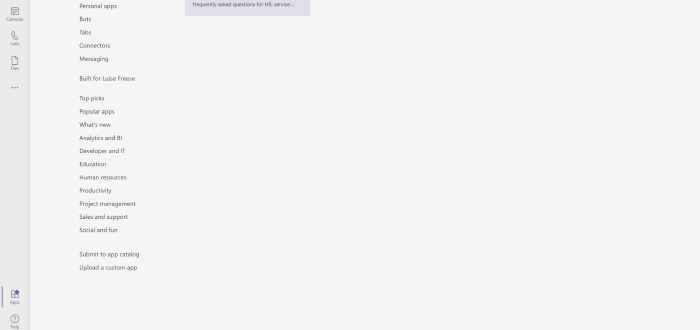 Calendar
Calls
Files
...
Personal apps
Bots
Tabs
Connectors
Messaging
Built for Luise Freese
Top picks
Popular apps
What's new
Analytics and BI
Developer and IT
Education
Human resources
Productivity
Project management
Sales and support
Social and fun
Submit to app catalog
Upload a custom app
Apps
Help
frequently asked questions for HR, service...